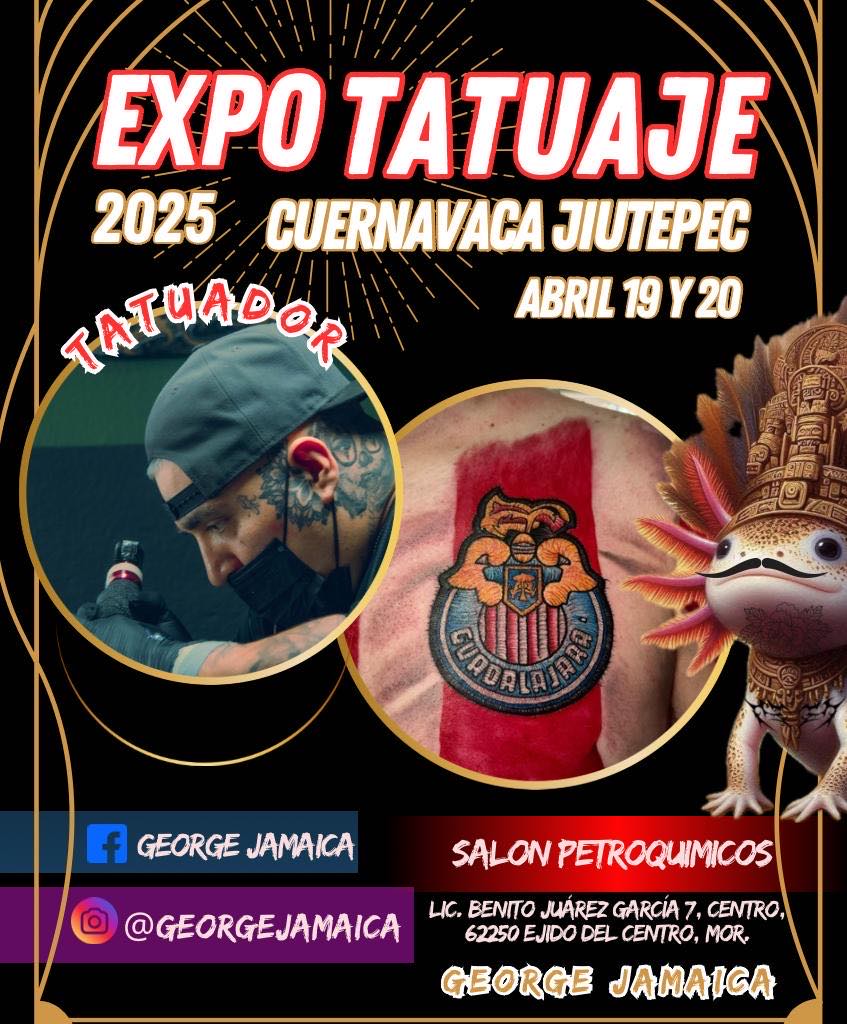 EXPO TATUAJE
2025 CUERNAVACA JIUTEPEC
ABRIL 19 Y 20
TATUADOR
GUADALAJARA.
GEORGE JAMAICA
@GEORGEJAMAICA
SALON PETROQUIMICOS
LIC. BENITO JUÁREZ GARCÍA 7, CENTRO,
62250 EJIDO DEL CENTRO, MOR.
GEORGE JAMAICA